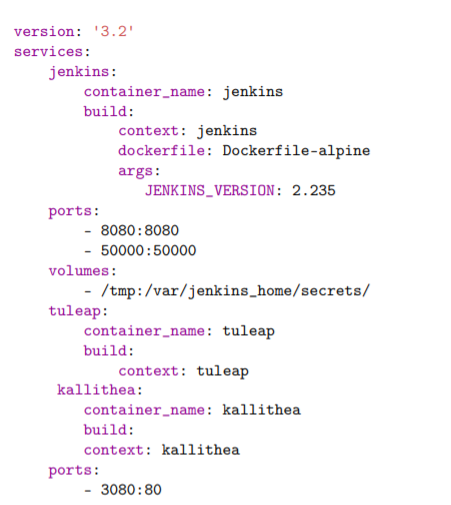 version: '3.2'
services:
    jenkins:
        container_name: jenkins
        build:
            context: jenkins
            dockerfile: Dockerfile-alpine
            args:
               JENKINS_VERSION: 2.235
    ports:
        - 8080:8080
        - 50000:50000
    volumes:
        - /tmp:/var/jenkins_home/secrets/
    tuleap:
        container_name: tuleap
        build:
            context: tuleap
     kallithea:
        container_name: kallithea
        build:
        context: kallithea
    ports:
        - 3080:80